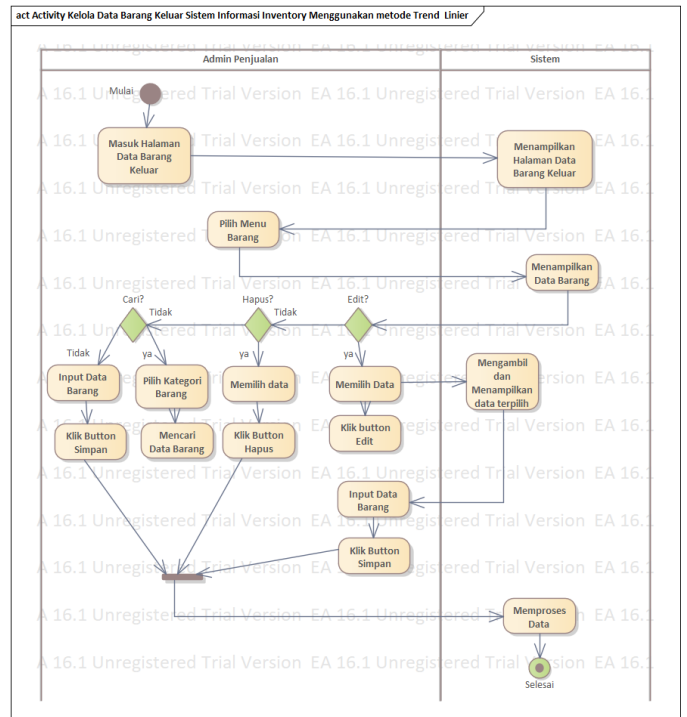 act Activity Kelola Data Barang Keluar Sistem Informasi Inventory Menggunakan metode Trend Linier
Admin Penjualan
Sistem
Mulai
Masuk Halaman
Data Barang
Keluar
Menampilkan
Halaman Data
Barang Keluar
Pilih Menu
Barang
Menampilkan
Data Barang
Cari?
Tidak
Hapus?
Tidak
Edit?
Tidak
ya
ya
ya
Input Data
Barang
Pilih Kategori
Barang
Memilih data
Memilih Data
Mengambil
dan
Menampilkan
data terpilih
Klik Button
Simpan
Mencari
Data Barang
Klik Button
Hapus
Klik button
Edit
Input Data
Barang
Klik Button
Simpan
Memproses
Data
Selesai
EA 16.1 Unregistered Trial Version